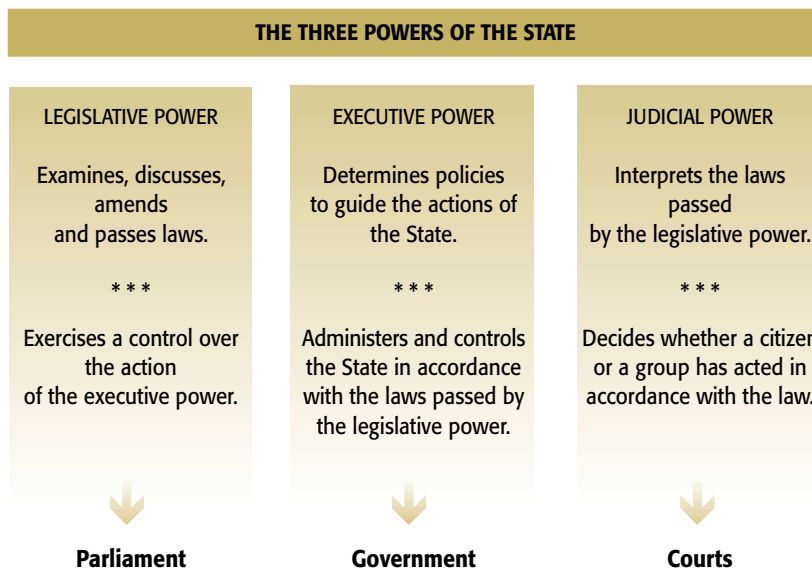 THE THREE POWERS OF THE STATE
LEGISLATIVE POWER
Examines, discusses,
amends
and passes laws.
* * *
Exercises a control over
the action
of the executive power.
Parliament
EXECUTIVE POWER
Determines policies
to guide the actions of
the State.
* * *
Administers and controls
the State in accordance
with the laws passed by
the legislative power.
Government
JUDICIAL POWER
Interprets the laws
passed
by the legislative power.
* * *
Decides whether a citizen
or a group has acted in
accordance with the law.
Courts